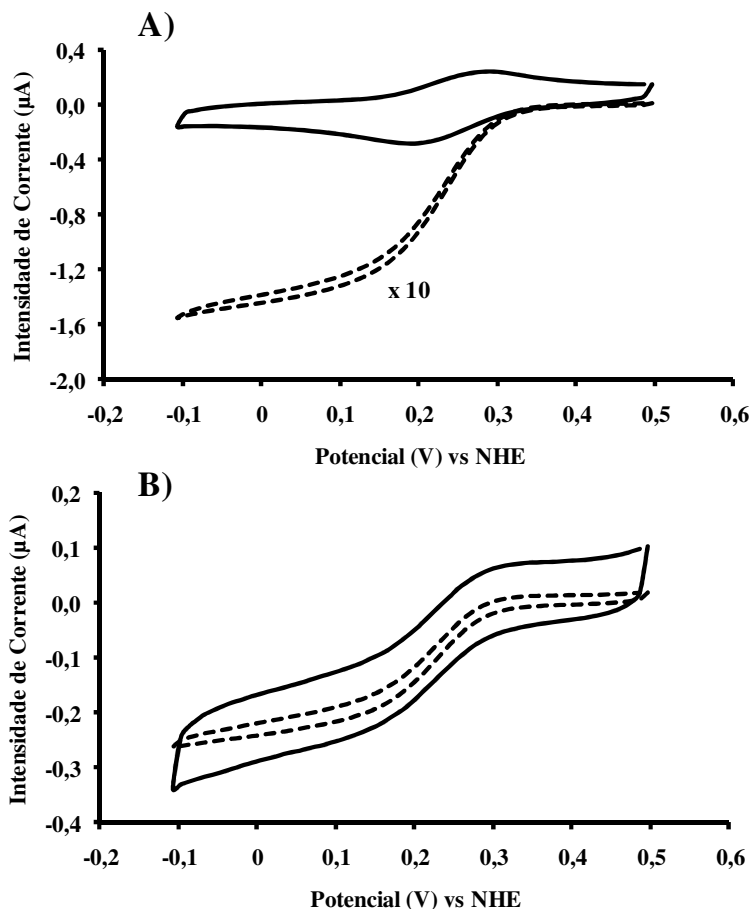 A)
0,4
0,0
-0,4
-0,8
-1,2
-1,6
-2,0
Intensidade de Corrente (µA)
x 10
-0,2 -0,1 0 0,1 0,2 0,3 0,4 0,5 0,6
Potencial (V) vs NHE
B)
0,2
0,1
0,0
-0,1
-0,2
-0,3
-0,4
Intensidade de Corrente (µA)
-0,2 -0,1 0 0,1 0,2 0,3 0,4 0,5 0,6
Potencial (V) vs NHE